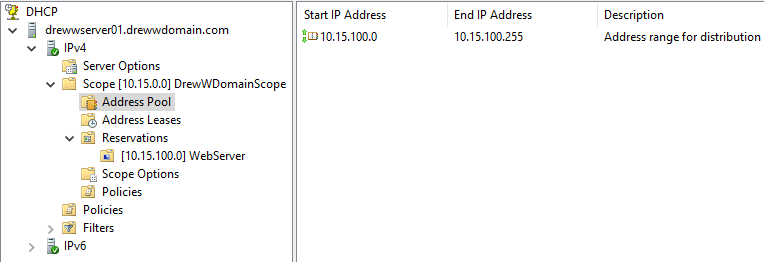 DHCP
drewwserver01.drewwdomain.com
IPv4
Server Options
Scope [10.15.0.0] DrewWDomainScope
Address Pool
Address Leases
Reservations
[10.15.100.0] WebServer
Scope Options
Policies
Policies
Filters
IPv6
Start IP Address End IP Address Description
10.15.100.0 10.15.100.255 Address range for distribution